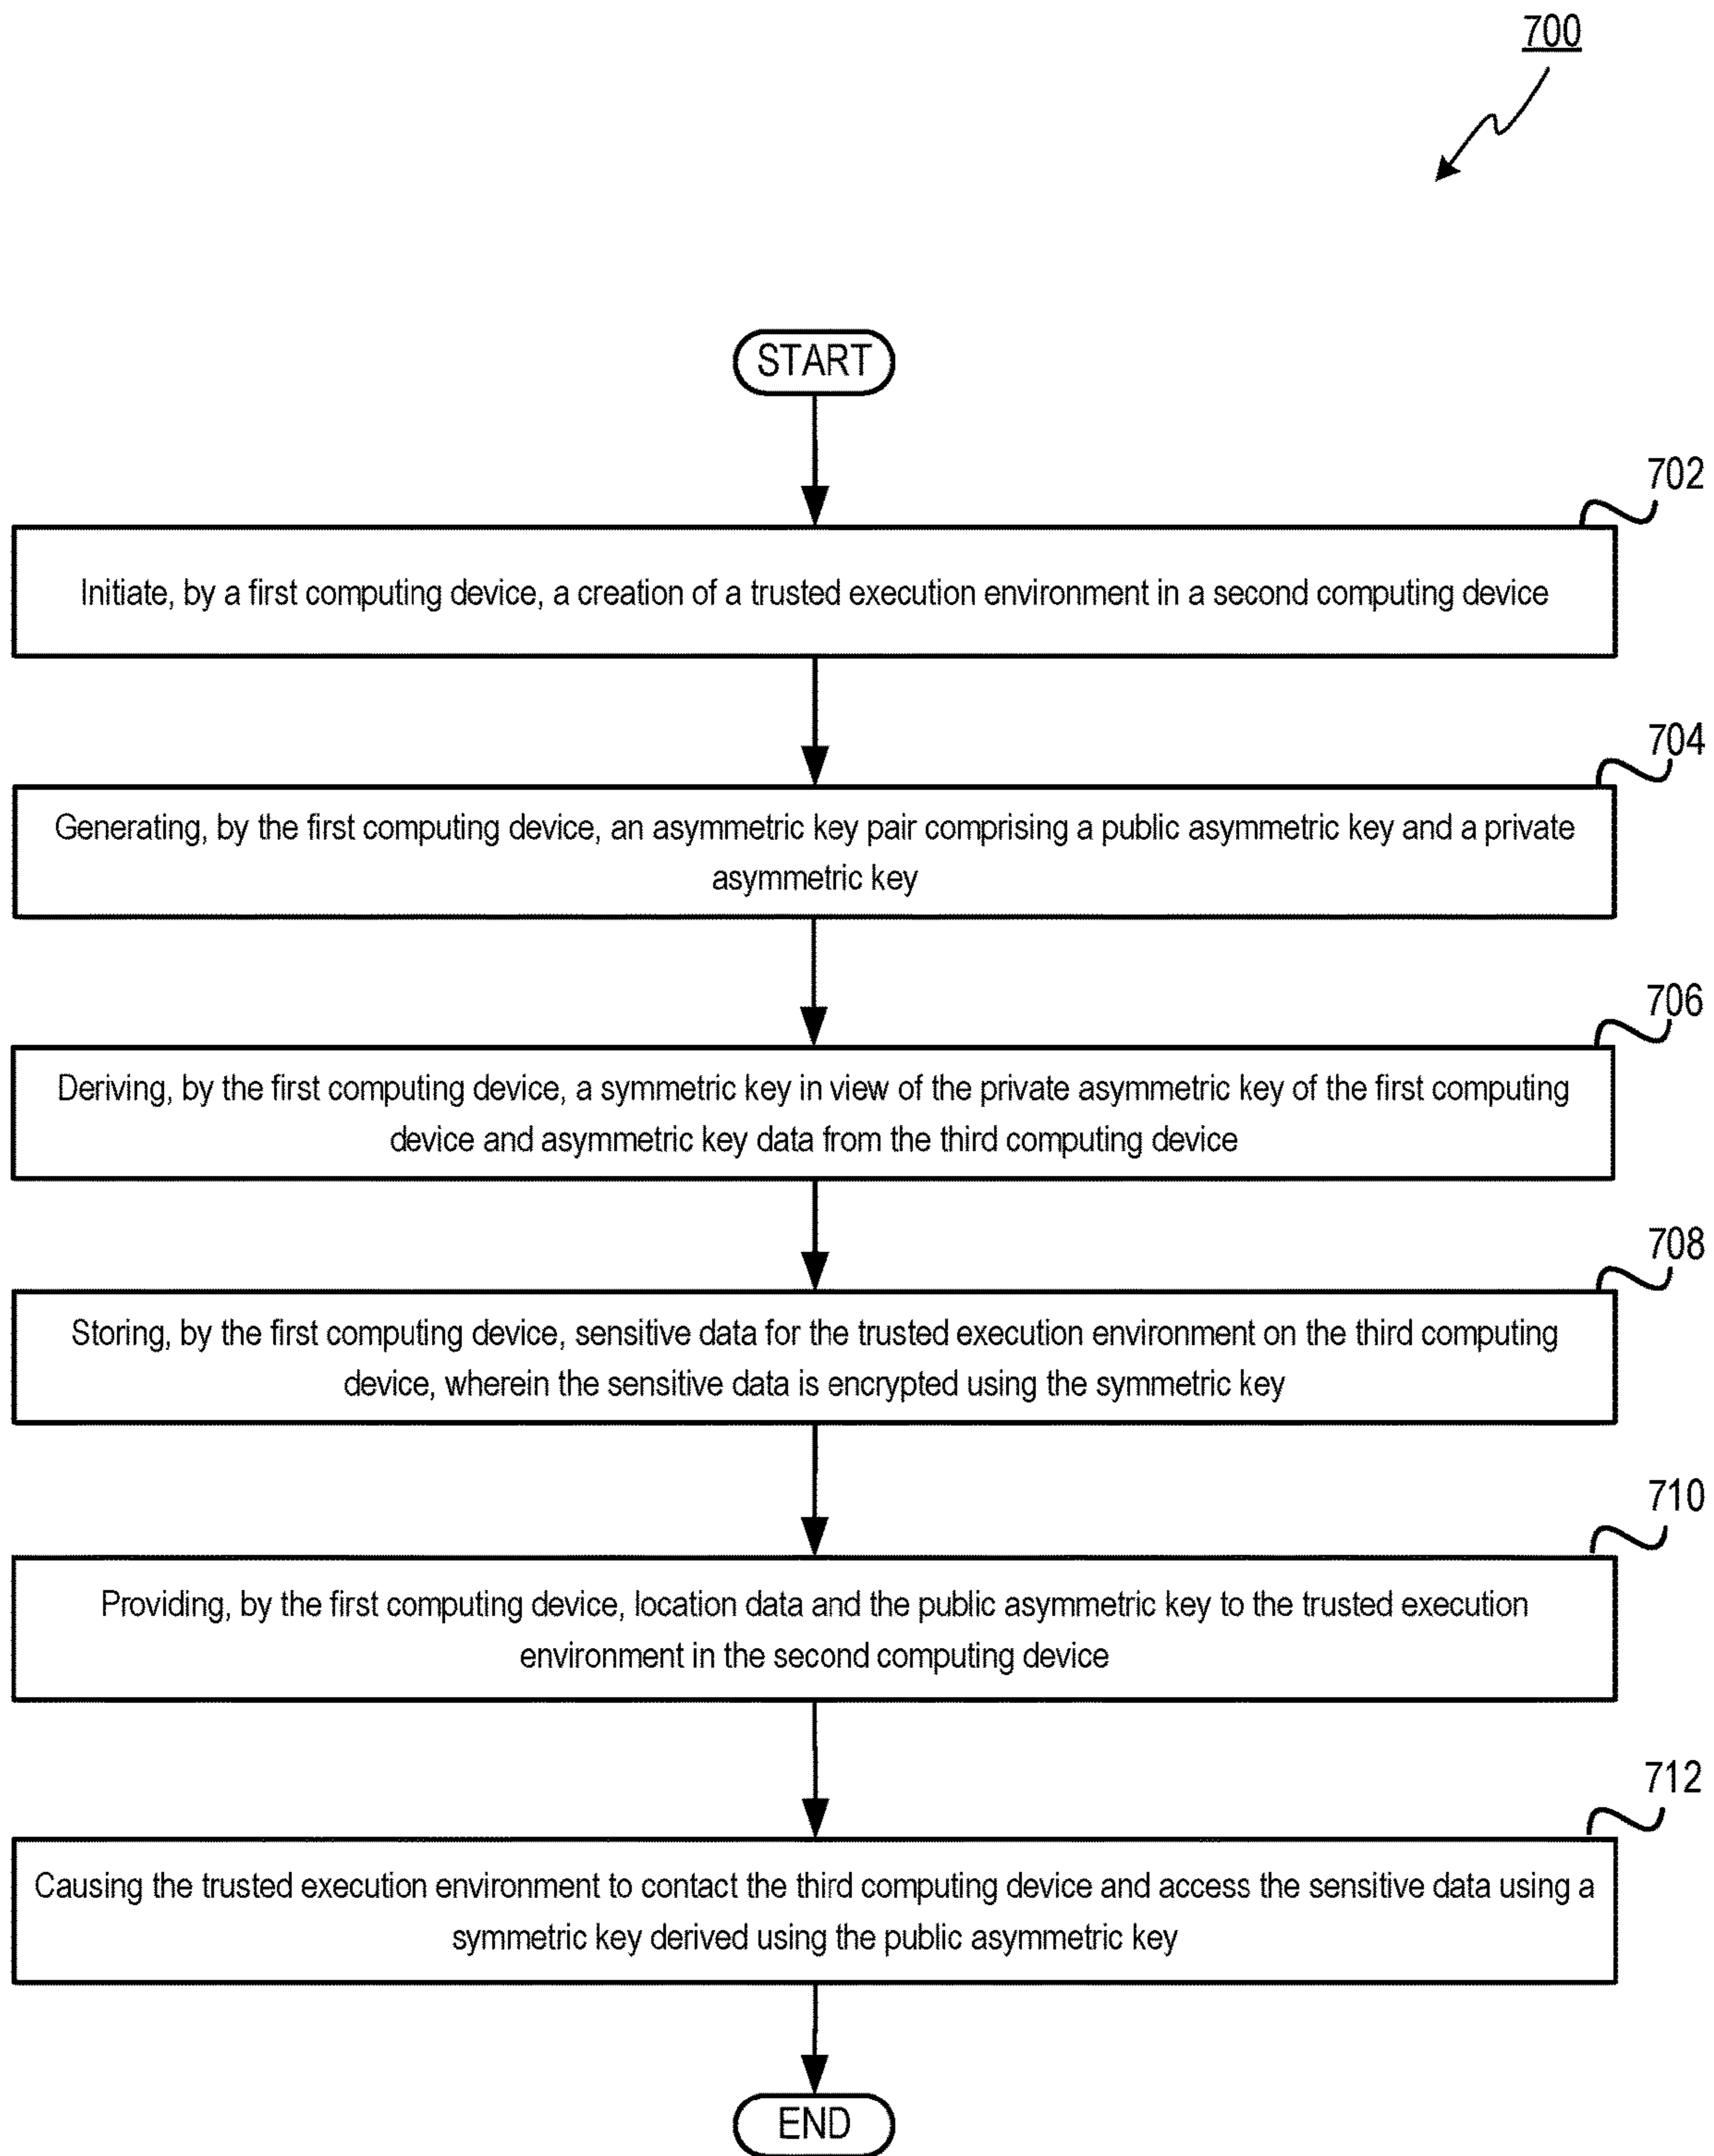 700
START
702
Initiate, by a first computing device, a creation of a trusted execution environment in a second computing device
704
Generating, by the first computing device, an asymmetric key pair comprising a public asymmetric key and a private
asymmetric key
706
Deriving, by the first computing device, a symmetric key in view of the private asymmetric key of the first computing
device and asymmetric key data from the third computing device
708
Storing, by the first computing device, sensitive data for the trusted execution environment on the third computing
device, wherein the sensitive data is encrypted using the symmetric key
710
Providing, by the first computing device, location data and the public asymmetric key to the trusted execution
environment in the second computing device
712
Causing the trusted execution environment to contact the third computing device and access the sensitive data using a
symmetric key derived using the public asymmetric key
END